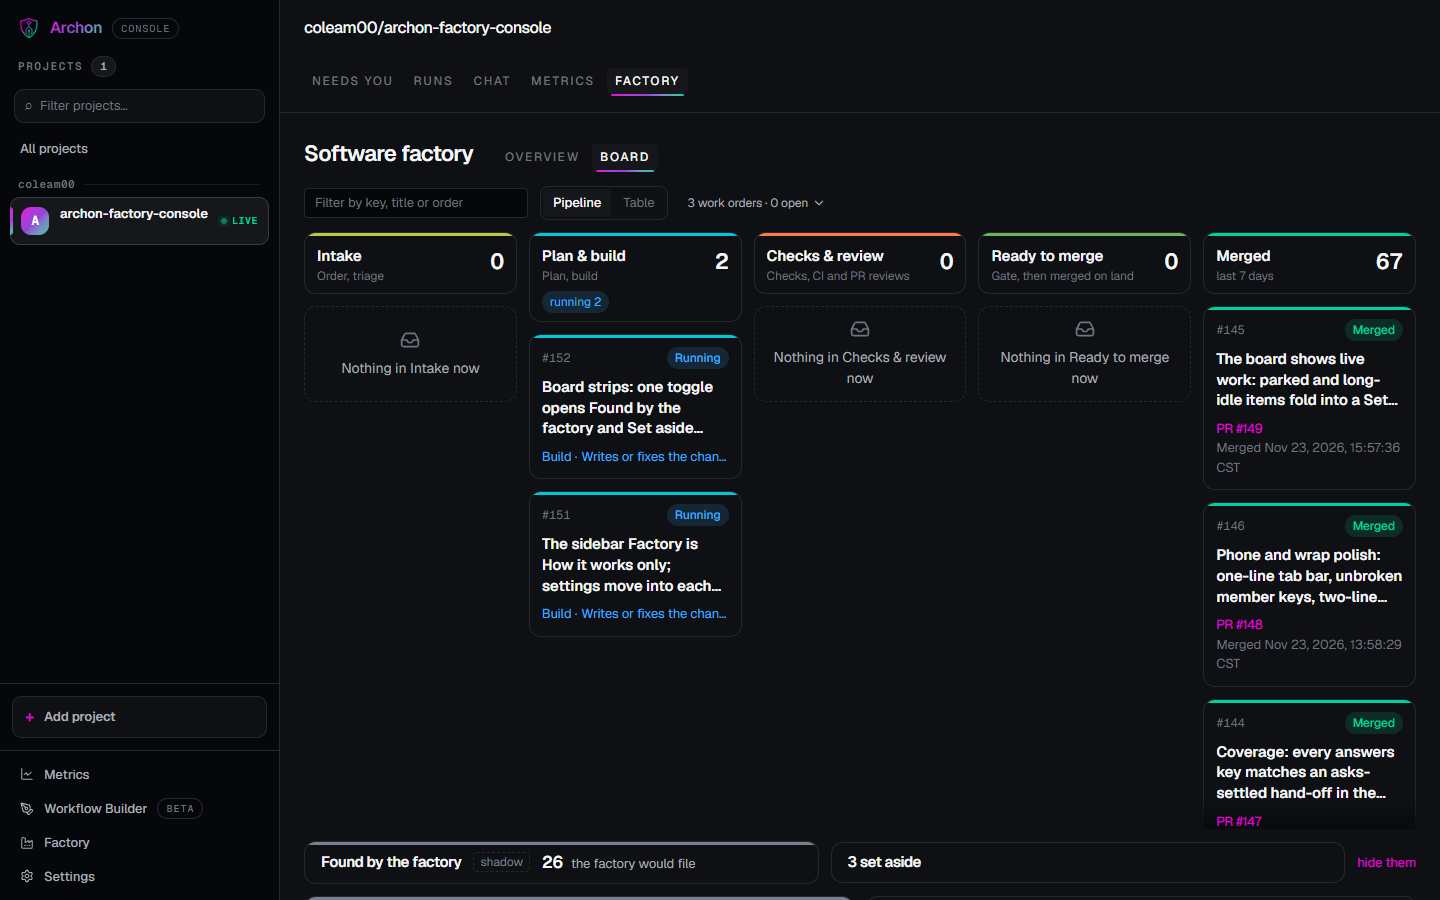 Archon CONSOLE
PROJECTS 1
Filter projects...
All projects
coleam00
A archon-factory-console LIVE
+ Add project
Metrics
Workflow Builder BETA
Factory
Settings
coleam00/archon-factory-console
NEEDS YOU RUNS CHAT METRICS FACTORY
Software factory OVERVIEW BOARD
Filter by key, title or order Pipeline Table 3 work orders · 0 open
Intake 0
Order, triage
Nothing in Intake now
Plan & build 2
Plan, build
running 2
#152 Running
Board strips: one toggle
opens Found by the
factory and Set aside...
Build · Writes or fixes the chan...
#151 Running
The sidebar Factory is
How it works only;
settings move into each...
Build · Writes or fixes the chan...
Checks & review 0
Checks, CI and PR reviews
Nothing in Checks & review
now
Ready to merge 0
Gate, then merged on land
Nothing in Ready to merge
now
Merged 67
last 7 days
#145 Merged
The board shows live
work: parked and long-
idle items fold into a Set...
PR #149
Merged Nov 23, 2026, 15:57:36
CST
#146 Merged
Phone and wrap polish:
one-line tab bar, unbroken
member keys, two-line...
PR #148
Merged Nov 23, 2026, 13:58:29
CST
#144 Merged
Coverage: every answers
key matches an asks-
settled hand-off in the...
PR #147
Found by the factory shadow 26 the factory would file
3 set aside
hide them